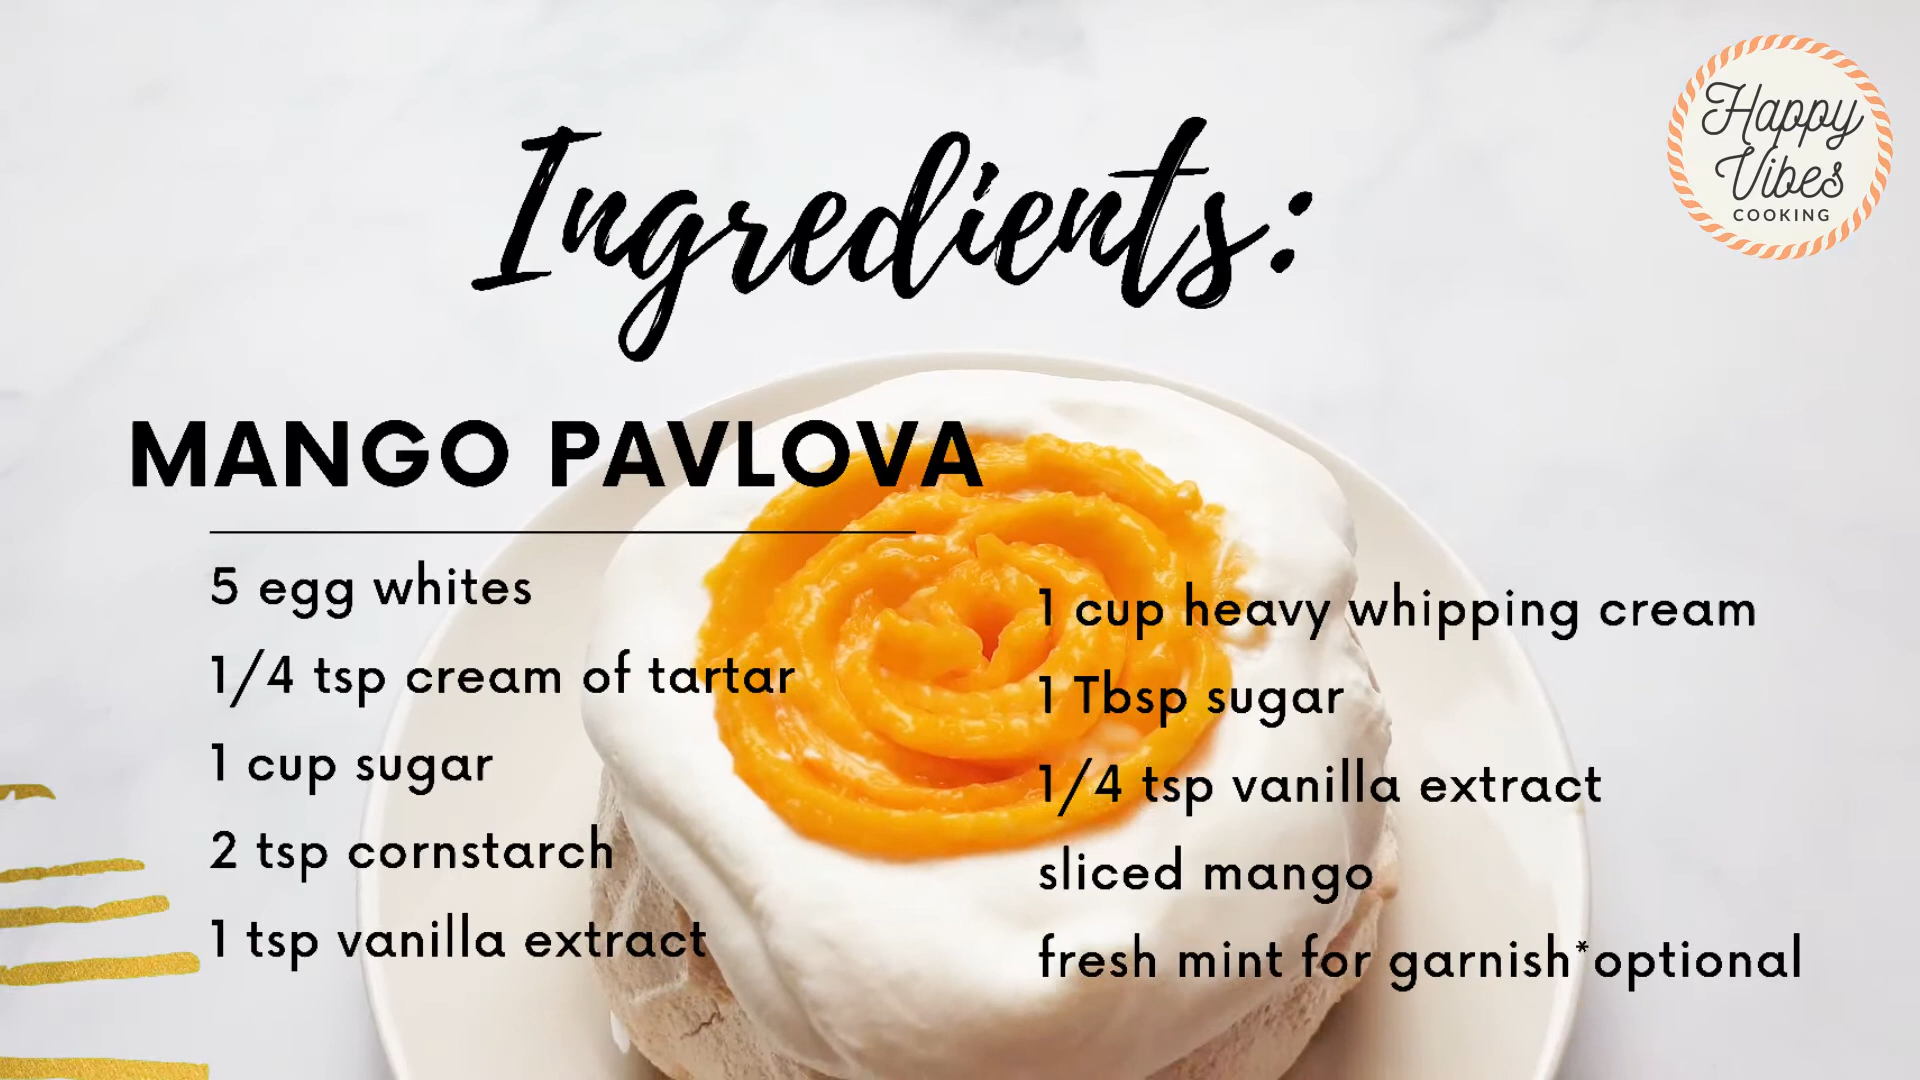 Happy
Vibes
COOKING
Ingredients:
MANGO PAVLOVA
5 egg whites
1/4 tsp cream of tartar
1 cup sugar
2 tsp cornstarch
1 tsp vanilla extract
1 cup heavy whipping cream
1 Tbsp sugar
1/4 tsp vanilla extract
sliced mango
fresh mint for garnish*optional